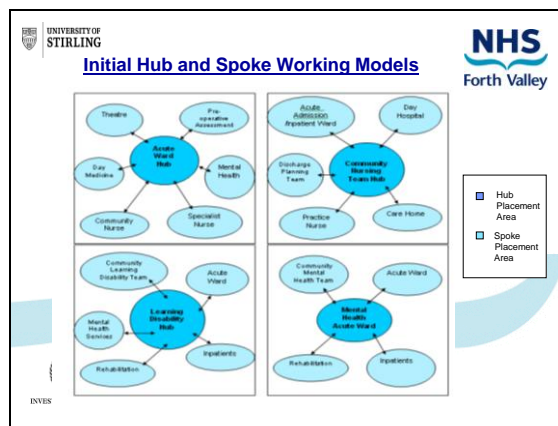 UNIVERSITY OF
STIRLING
Initial Hub and Spoke Working Models
NHS
Forth Valley
Theatre
Pre-
operative
Assessment
Acute
Ward
Hub
Day
Medicine
Mental
Health
Community
Nurse
Specialist
Nurse
Acute
Admission
Inpatient Ward
Day
Hospital
Discharge
Planning
Team
Community
Nursing
Team Hub
Practice
Nurse
Care Home
Community
Learning
Disability Team
Acute
Ward
Learning
Disability
Hub
Mental
Health
Services
Rehabilitation
Inpatients
Community
Mental
Health Team
Acute Ward
Mental
Health
Acute Ward
Rehabilitation
Inpatients
Hub
Placement
Area
Spoke
Placement
Area
INVES